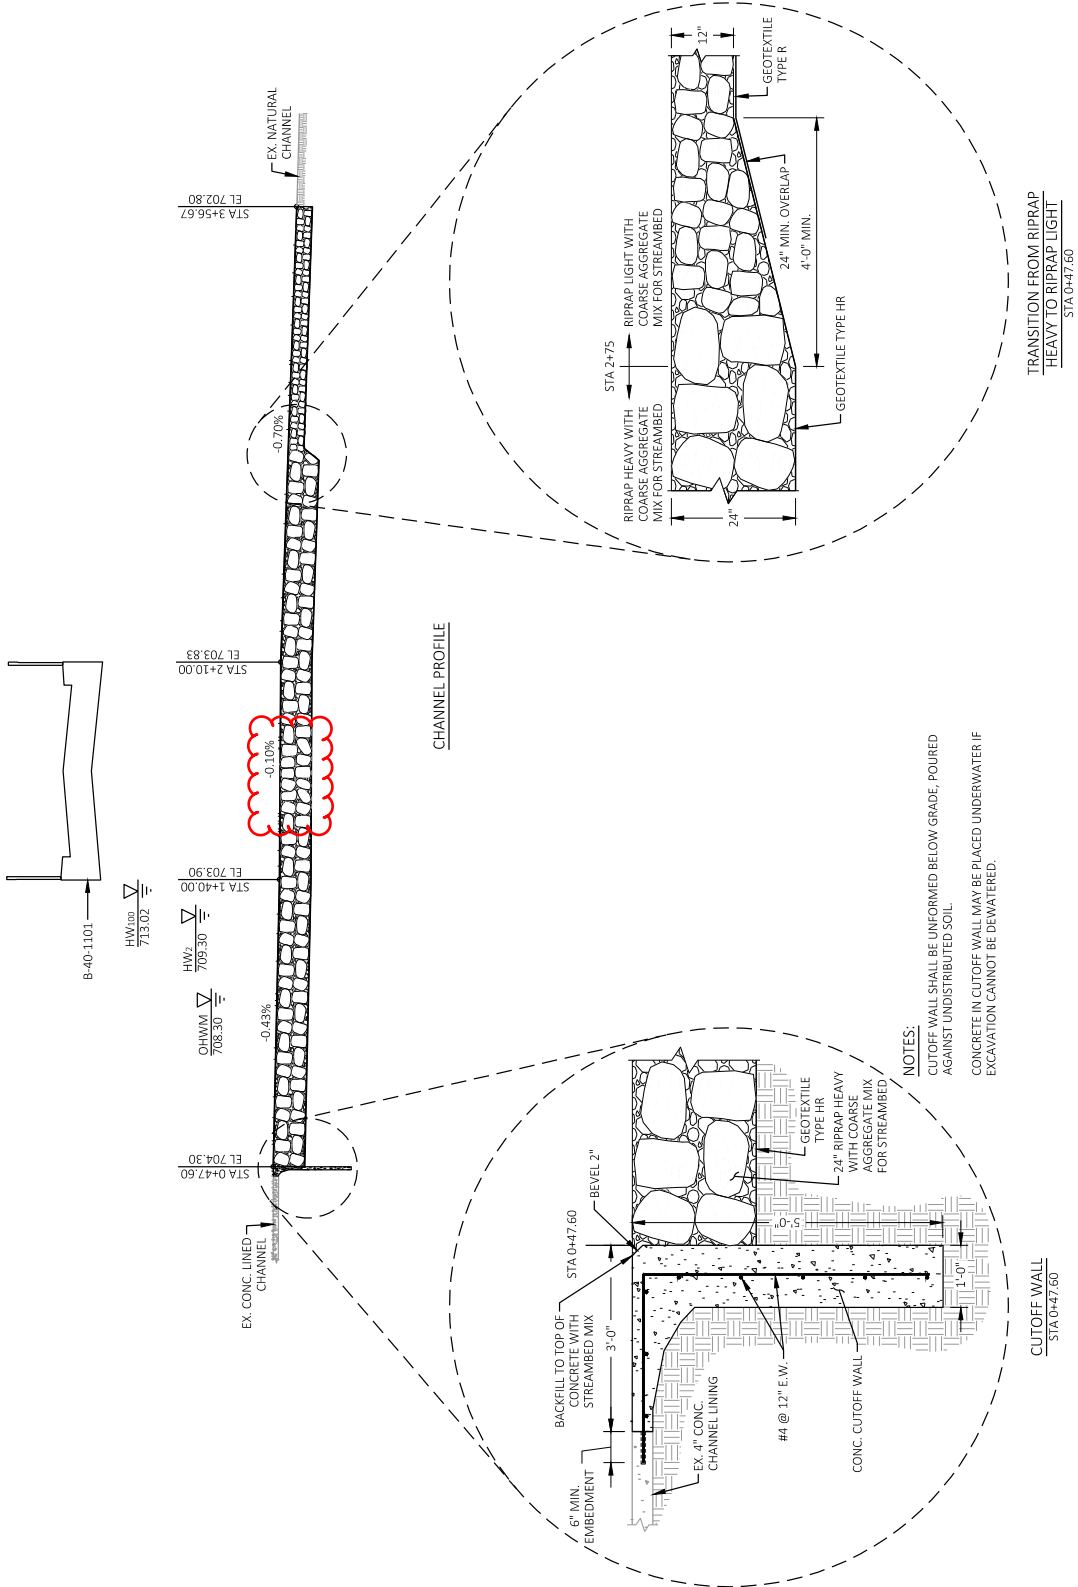 B-40-1101
HW100
713.02
HW2
709.30
OHWM
708.30
EX. CONC. LINED
CHANNEL
STA 0+47.60
EL 704.30
-0.43%
STA 1+40.00
EL 703.90
-0.10%
STA 2+10.00
EL 703.83
-0.70%
STA 3+56.67
EL 702.80
EX. NATURAL
CHANNEL
CHANNEL PROFILE
6" MIN.
EMBEDMENT
BACKFILL TO TOP OF
CONCRETE WITH
STREAMBED MIX
3'-0"
STA 0+47.60
BEVEL 2"
EX. 4" CONC.
CHANNEL LINING
#4 @ 12" E.W.
CONC. CUTOFF WALL
5'-0"
1'-0"
GEOTEXTILE
TYPE HR
24" RIPRAP HEAVY
WITH COARSE
AGGREGATE MIX
FOR STREAMBED
CUTOFF WALL
STA 0+47.60
NOTES:
CUTOFF WALL SHALL BE UNFORMED BELOW GRADE, POURED
AGAINST UNDISTRIBUTED SOIL.
CONCRETE IN CUTOFF WALL MAY BE PLACED UNDERWATER IF
EXCAVATION CANNOT BE DEWATERED.
STA 2+75
RIPRAP HEAVY WITH
COARSE AGGREGATE
MIX FOR STREAMBED
RIPRAP LIGHT WITH
COARSE AGGREGATE
MIX FOR STREAMBED
24"
12"
GEOTEXTILE
TYPE R
24" MIN. OVERLAP
4'-0" MIN.
GEOTEXTILE TYPE HR
TRANSITION FROM RIPRAP
HEAVY TO RIPRAP LIGHT
STA 0+47.60